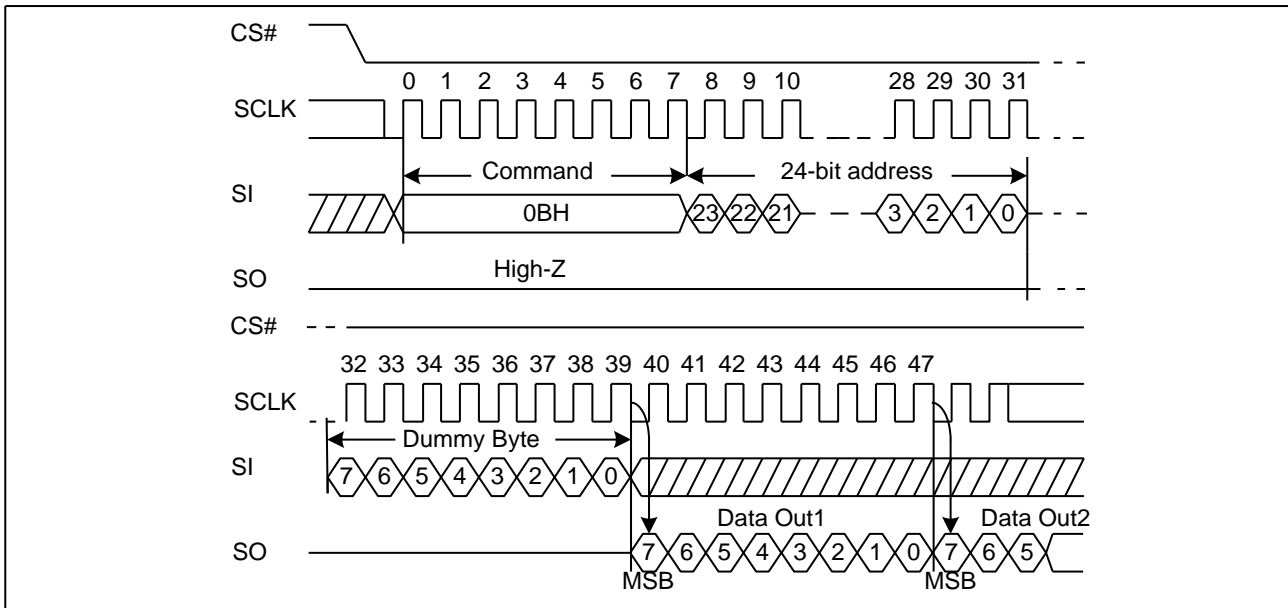 CS#
0 1 2 3 4 5 6 7 8 9 10 28 29 30 31
SCLK
Command 24-bit address
SI
0BH 23 22 21 3 2 1 0
High-Z
SO
CS#
32 33 34 35 36 37 38 39 40 41 42 43 44 45 46 47
SCLK
Dummy Byte
SI
7 6 5 4 3 2 1 0
Data Out1 Data Out2
SO
7 6 5 4 3 2 1 0 7 6 5
MSB MSB